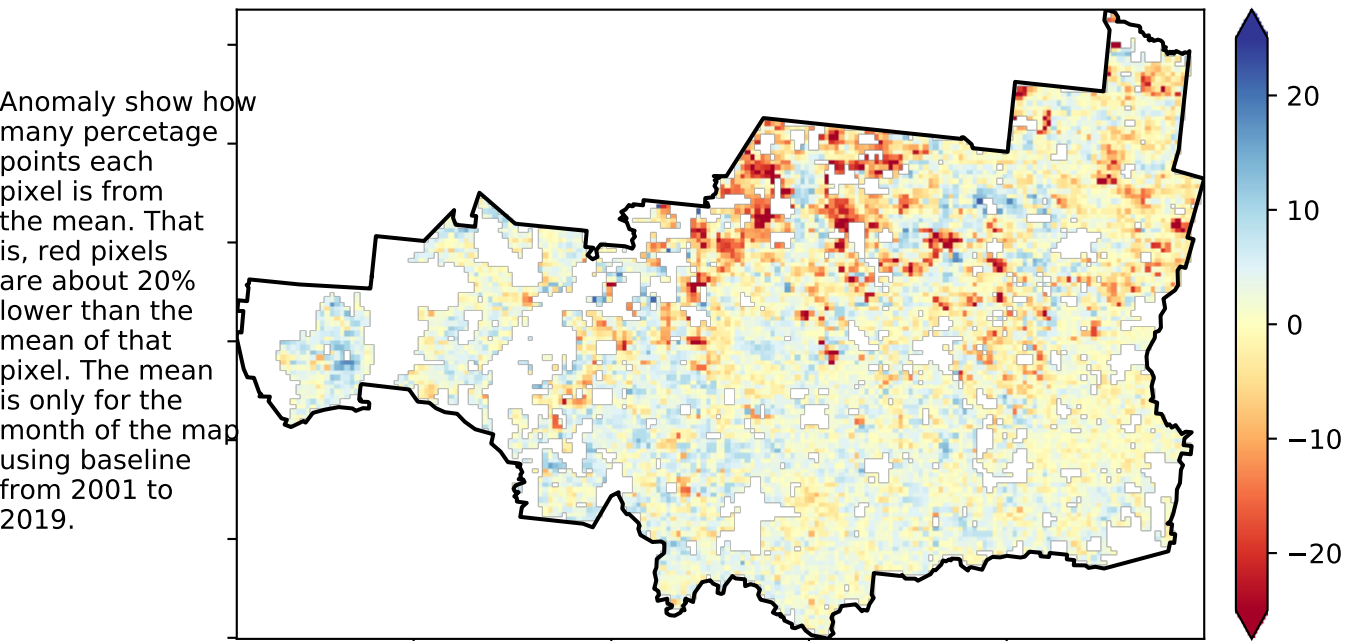 Anomaly show how
many percetage
points each
pixel is from
the mean. That
is, red pixels
are about 20%
lower than the
mean of that
pixel. The mean
is only for the
month of the map
using baseline
from 2001 to
2019.
20
10
0
−10
−20